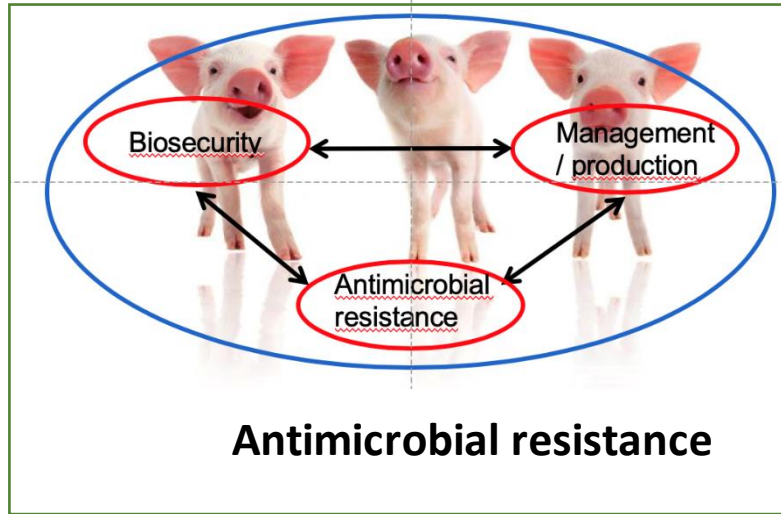 Biosecurity
Management
/ production
Antimicrobial
resistance
Antimicrobial resistance